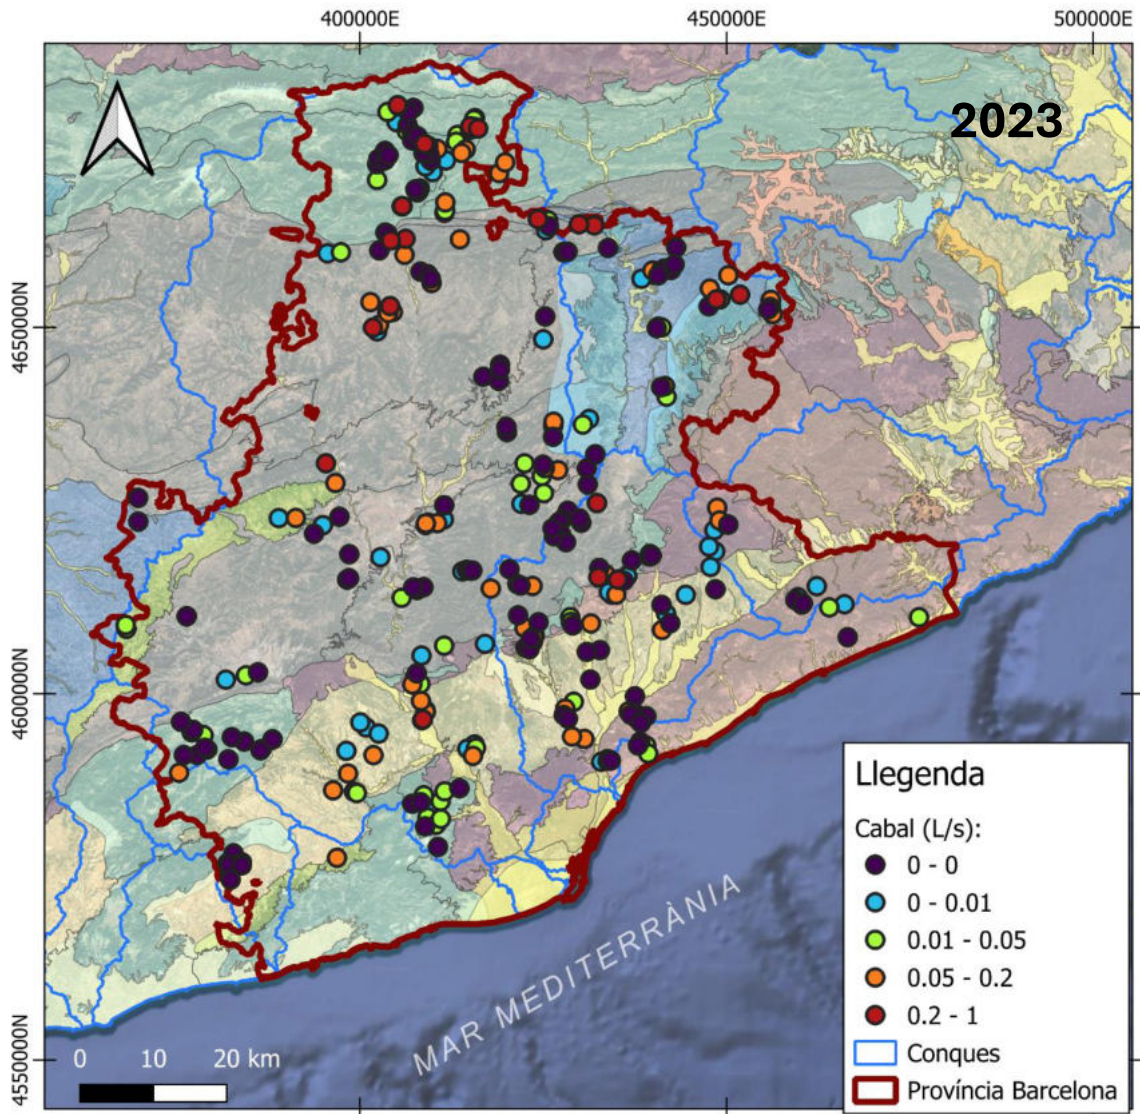 400000E 450000E 500000E
2023
4650000N
4600000N
4550000N
MAR MEDITERRÀNIA
0 10 20 km
Llegenda
Cabal (L/s):
0 - 0
0 - 0.01
0.01 - 0.05
0.05 - 0.2
0.2 - 1
Conques
Província Barcelona